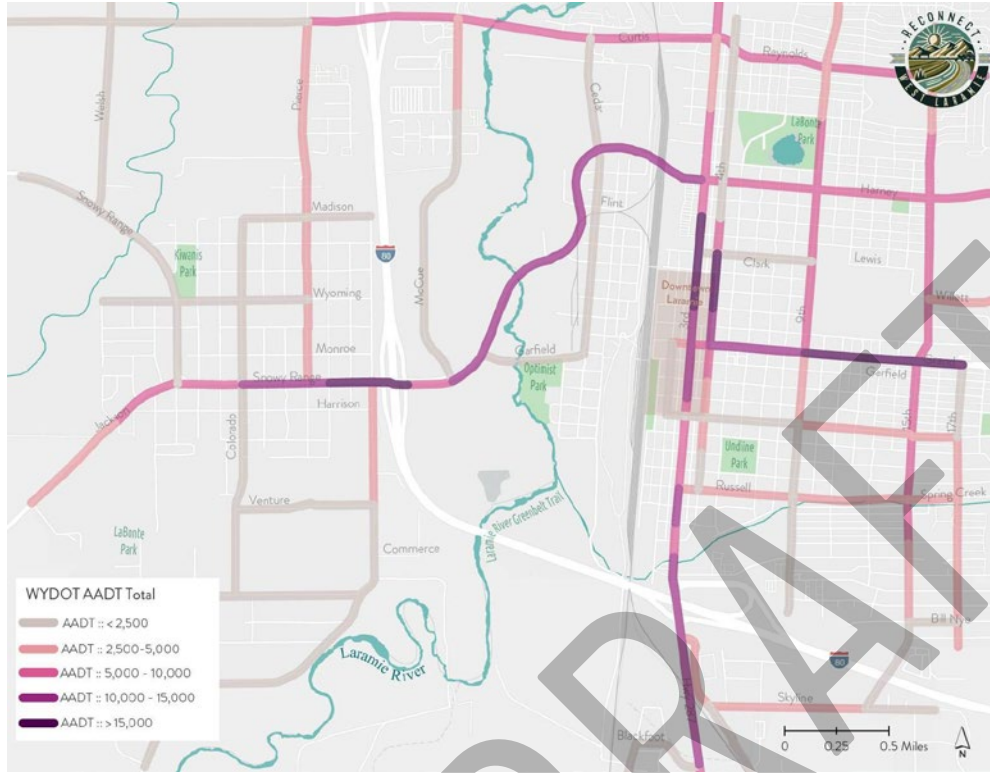 RECONNECT
WEST LARAMIE
Curtis
Reynolds
Welsh
Pierce
Cedar
LaBonte
Park
4th
Harney
Snowy Range
Madison
Flint
Kiwanis
Park
80
McCue
Clark
Lewis
Wyoming
Downtown
Laramie
3rd
9th
Willett
Monroe
Garfield
Optimist
Park
Garfield
Snowy Range
Jackson
Harrison
Colorado
15th
17th
Undine
Park
Russell
Spring Creek
Venture
Laramie River Greenbelt Trail
LaBonte
Park
Commerce
WYDOT AADT Total
AADT :: < 2,500
AADT :: 2,500-5,000
AADT :: 5,000 - 10,000
AADT :: 10,000 - 15,000
AADT :: > 15,000
Laramie River
Bill Nye
80
Skyline
Blackfoot
0 0.25 0.5 Miles
N
DRAFT